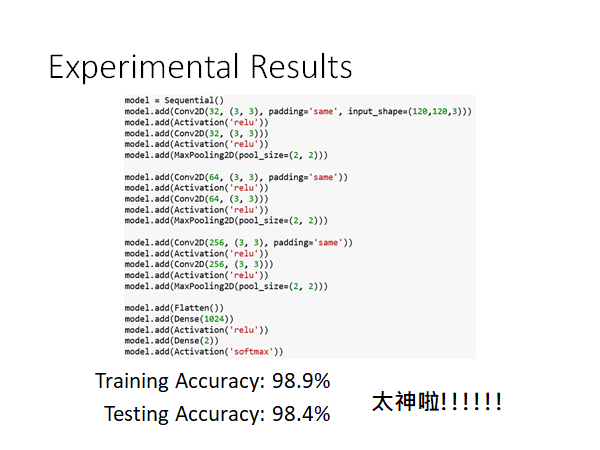 Experimental Results
model = Sequential()
model.add(Conv2D(32, (3, 3), padding='same', input_shape=(120,120,3)))
model.add(Activation('relu'))
model.add(Conv2D(32, (3, 3)))
model.add(Activation('relu'))
model.add(MaxPooling2D(pool_size=(2, 2)))
model.add(Conv2D(64, (3, 3), padding='same'))
model.add(Activation('relu'))
model.add(Conv2D(64, (3, 3)))
model.add(Activation('relu'))
model.add(MaxPooling2D(pool_size=(2, 2)))
model.add(Conv2D(256, (3, 3), padding='same'))
model.add(Activation('relu'))
model.add(Conv2D(256, (3, 3)))
model.add(Activation('relu'))
model.add(MaxPooling2D(pool_size=(2, 2)))
model.add(Flatten())
model.add(Dense(1024))
model.add(Activation('relu'))
model.add(Dense(2))
model.add(Activation('softmax'))
Training Accuracy: 98.9%
Testing Accuracy: 98.4%
太神啦!!!!!!